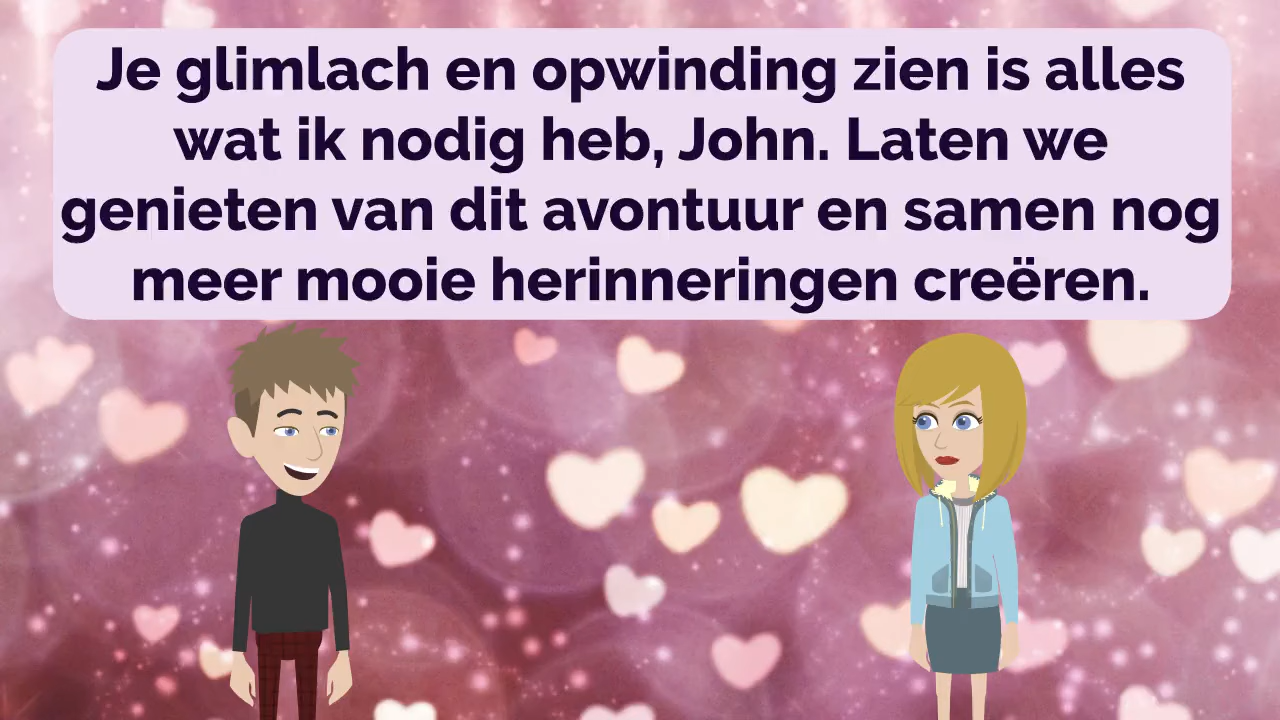 Je glimlach en opwinding zien is alles
wat ik nodig heb, John. Laten we
genieten van dit avontuur en samen nog
meer mooie herinneringen creëren.